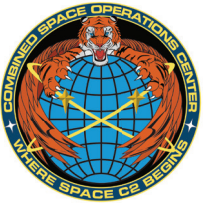 COMBINED SPACE OPERATIONS CENTER
WHERE SPACE C2 BEGINS